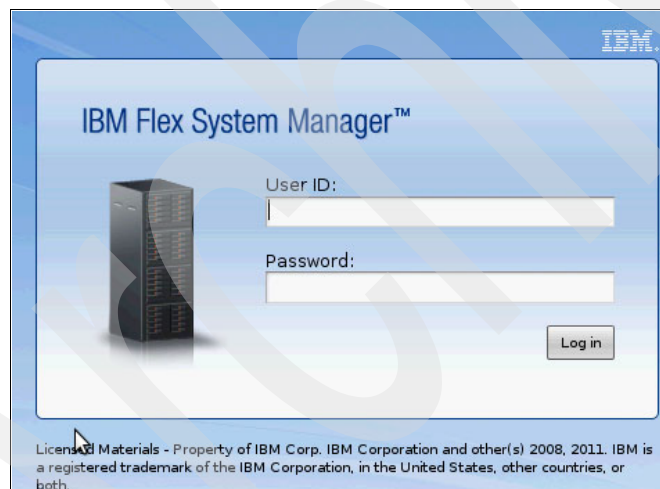 IBM.
IBM Flex System Manager™
User ID:
Password:
Log in
Licensed Materials - Property of IBM Corp. IBM Corporation and other(s) 2008, 2011. IBM is
a registered trademark of the IBM Corporation, in the United States, other countries, or
both.